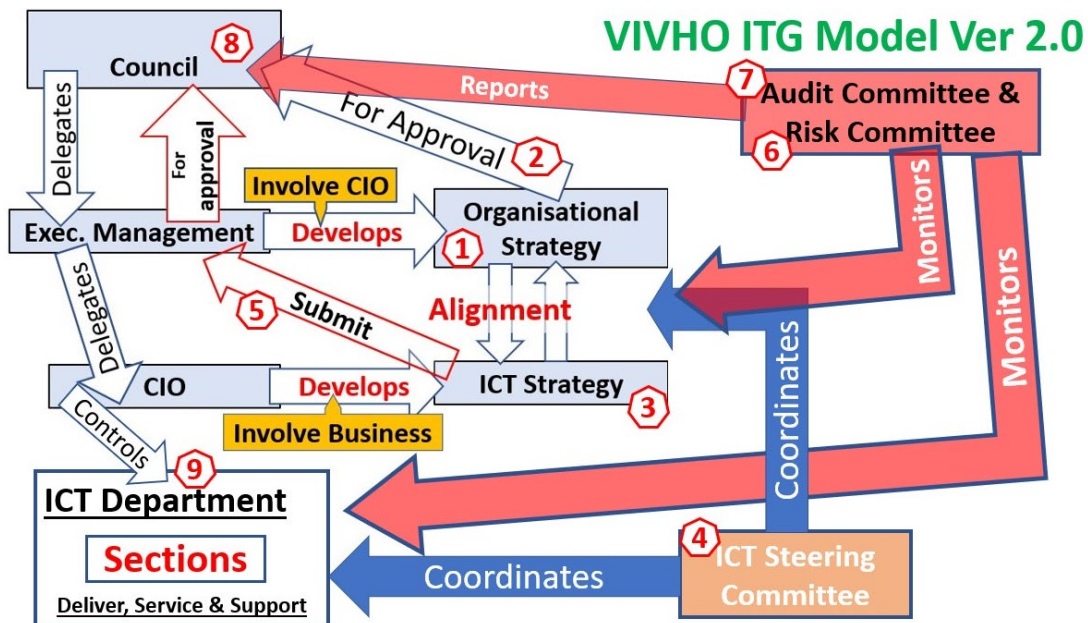 VIVHO ITG Model Ver 2.0
8
Council
Reports
7
Audit Committee &
Risk Committee
6
Delegates
For
approval
For Approval
2
Involve CIO
Exec. Management
Develops
Organisational
Strategy
1
Monitors
Monitors
Delegates
5
Submit
Alignment
Coordinates
CIO
Develops
ICT Strategy
3
Involve Business
Controls
9
ICT Department
Sections
Deliver, Service & Support
Coordinates
4
ICT Steering
Committee